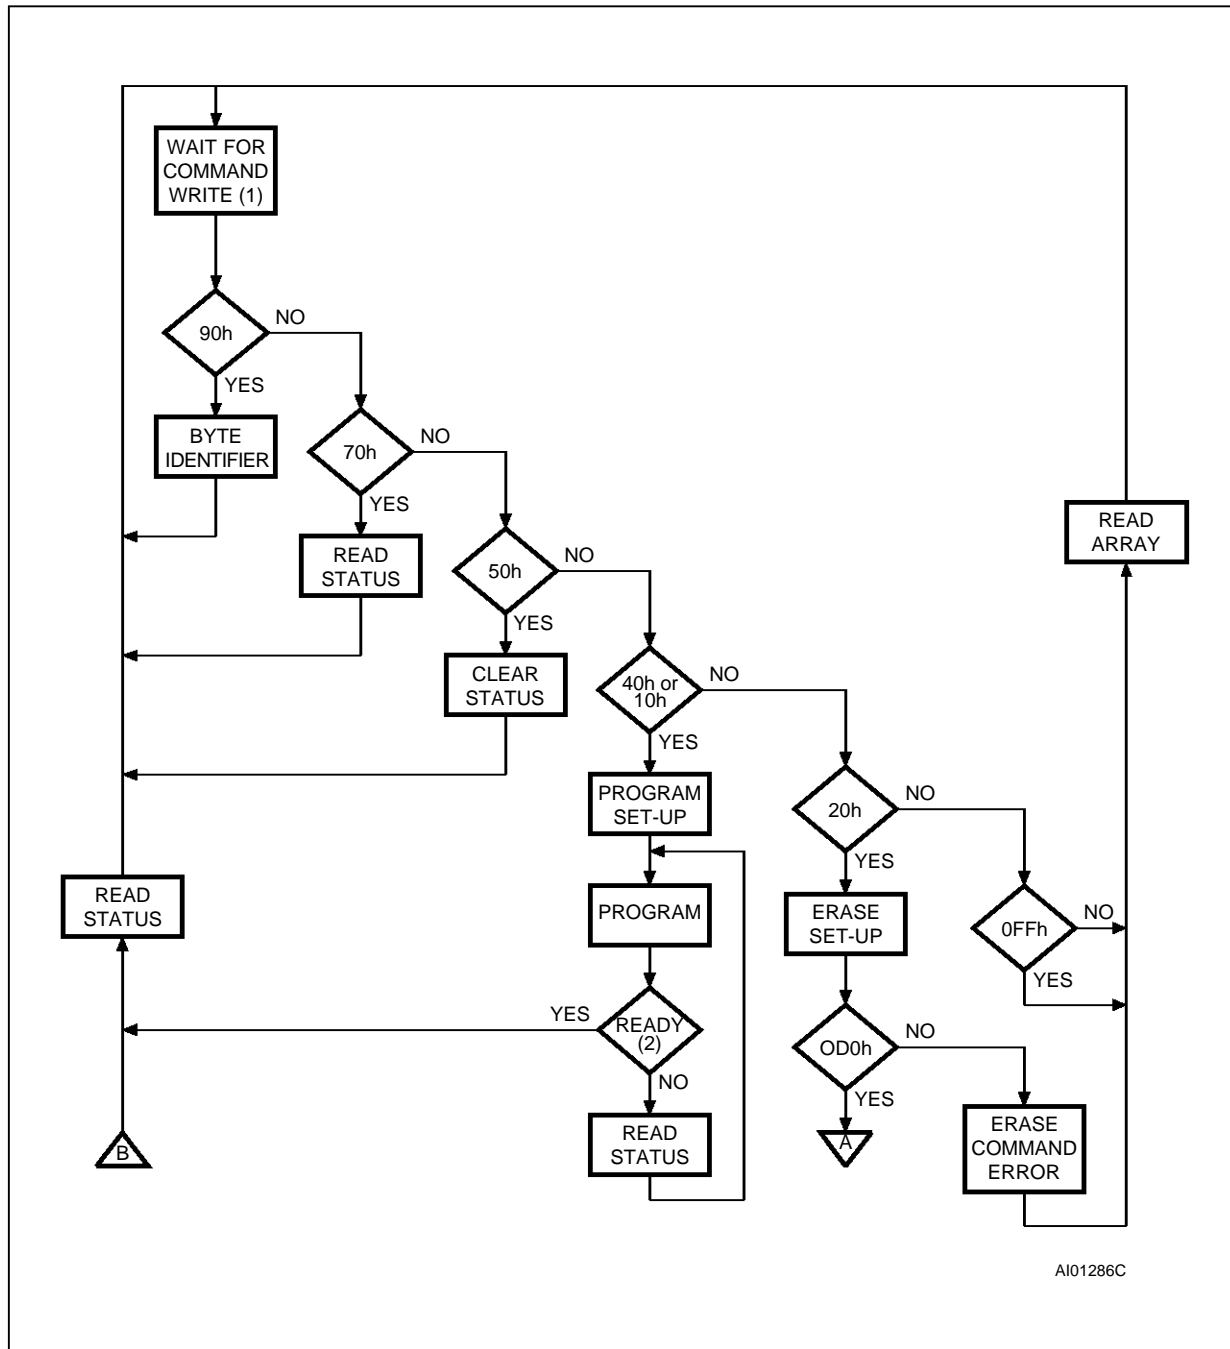 WAIT FOR
COMMAND
WRITE (1)
90h
NO
YES
BYTE
IDENTIFIER
70h
NO
YES
READ
STATUS
50h
NO
YES
CLEAR
STATUS
40h or
10h
NO
YES
PROGRAM
SET-UP
20h
NO
YES
READ
ARRAY
READ
STATUS
PROGRAM
ERASE
SET-UP
0FFh
NO
YES
YES
READY
(2)
NO
OD0h
NO
YES
B
READ
STATUS
A
ERASE
COMMAND
ERROR
AI01286C